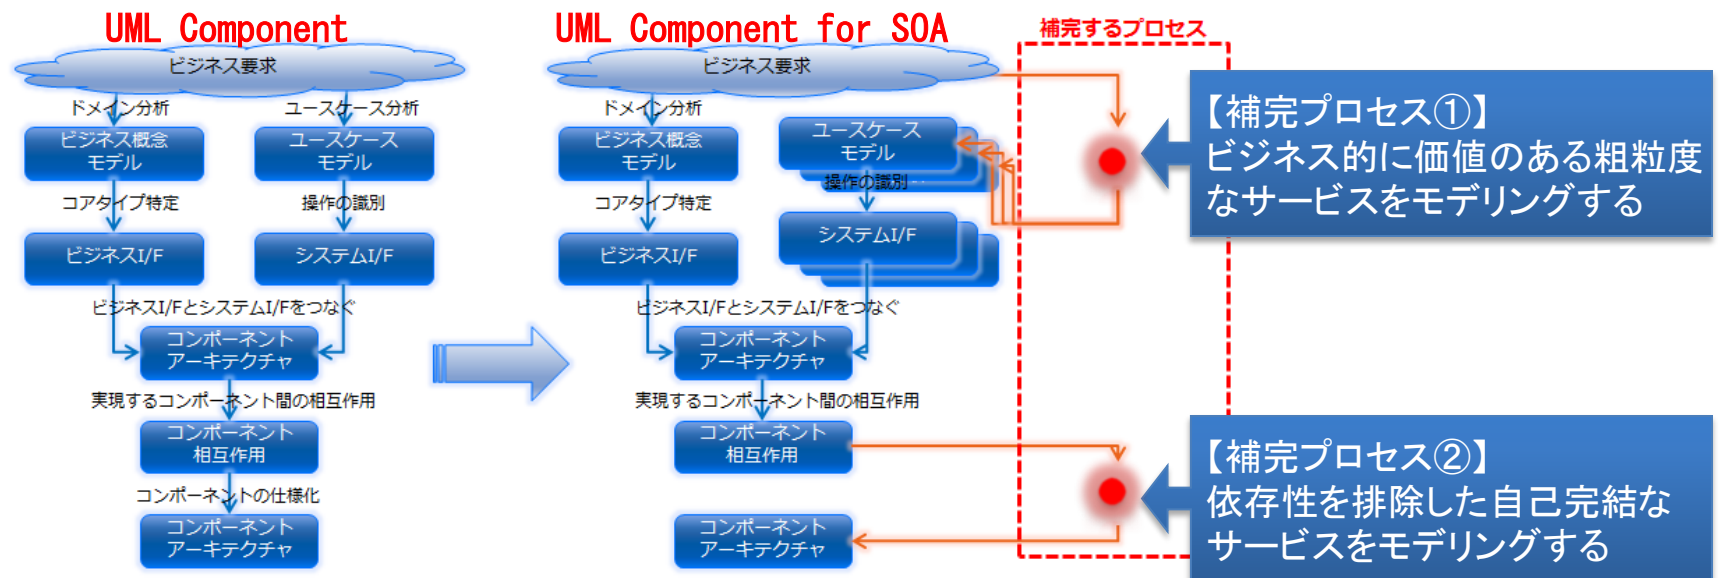 UML Component
ビジネス要求
ドメイン分析
ユースケース分析
ビジネス概念
モデル
ユースケース
モデル
コアタイプ特定
操作の識別
ビジネスI/F
システムI/F
ビジネスI/FとシステムI/Fをつなぐ
コンポーネント
アーキテクチャ
実現するコンポーネント間の相互作用
コンポーネント
相互作用
コンポーネントの仕様化
コンポーネント
アーキテクチャ
UML Component for SOA
ビジネス要求
ドメイン分析
ビジネス概念
モデル
ユースケース
モデル
コアタイプ特定
操作の識別
ビジネスI/F
システムI/F
ビジネスI/FとシステムI/Fをつなぐ
コンポーネント
アーキテクチャ
実現するコンポーネント間の相互作用
コンポーネント
相互作用
コンポーネント
アーキテクチャ
補完するプロセス
【補完プロセス①】
ビジネス的に価値のある粗粒度
なサービスをモデリングする
【補完プロセス②】
依存性を排除した自己完結な
サービスをモデリングする